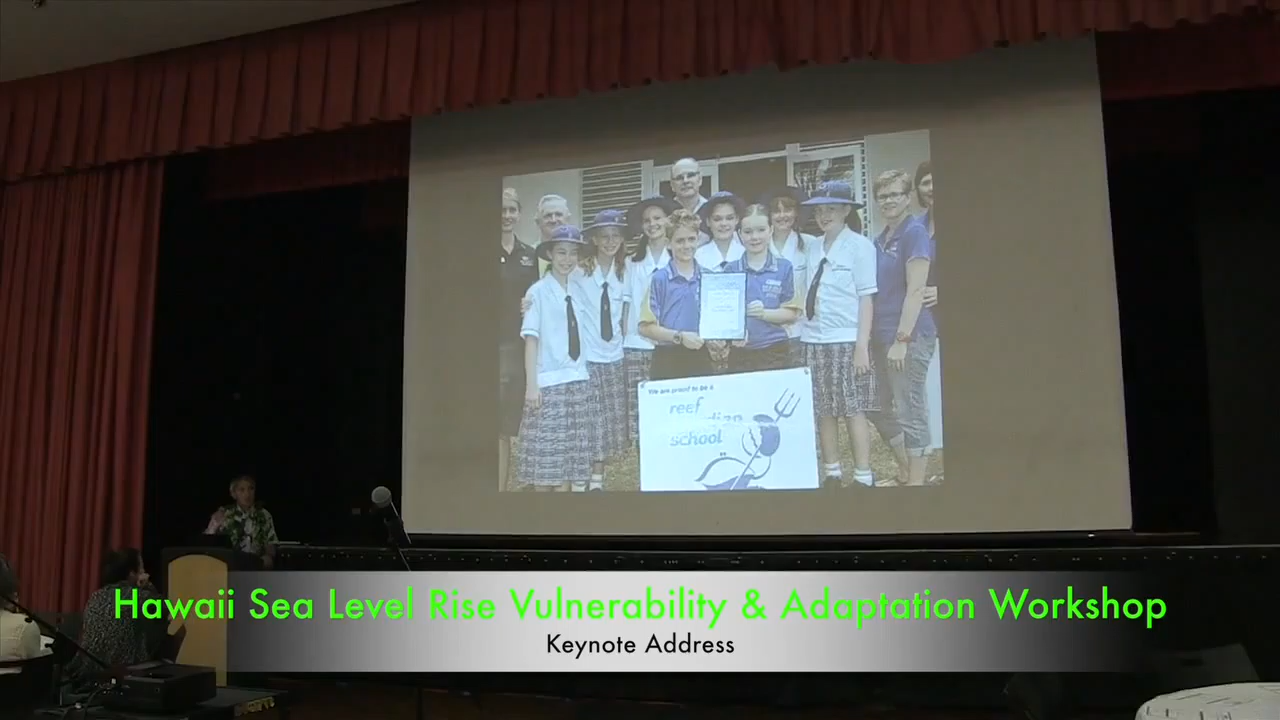 We are proud to be a
reef
school
Hawaii Sea Level Rise Vulnerability & Adaptation Workshop
Keynote Address